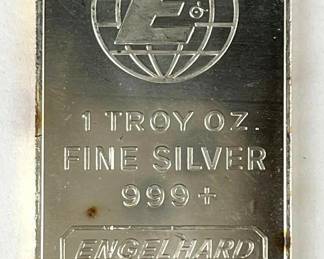 E
1 TROY OZ.
FINE SILVER
999+
ENGELHARD